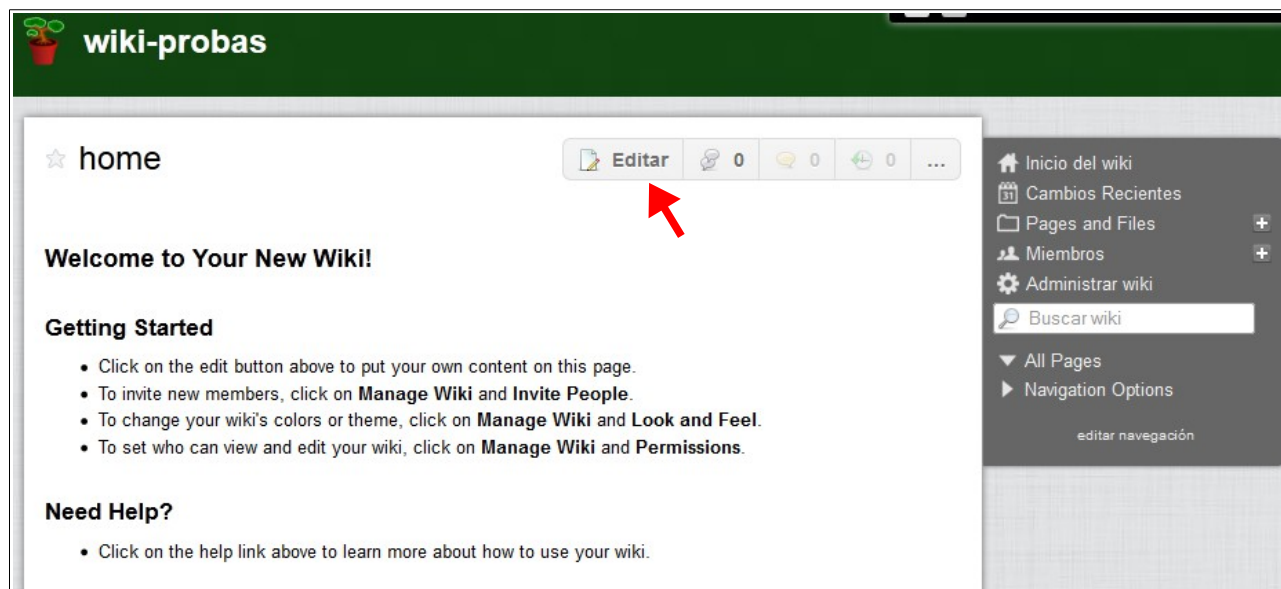 wiki-probas
home
Editar 0 0 0 ...
Welcome to Your New Wiki!
Getting Started
• Click on the edit button above to put your own content on this page.
• To invite new members, click on Manage Wiki and Invite People.
• To change your wiki's colors or theme, click on Manage Wiki and Look and Feel.
• To set who can view and edit your wiki, click on Manage Wiki and Permissions.
Need Help?
• Click on the help link above to learn more about how to use your wiki.
Inicio del wiki
31 Cambios Recientes
Pages and Files +
Miembros +
Administrar wiki
Buscar wiki
All Pages
Navigation Options
editar navegación